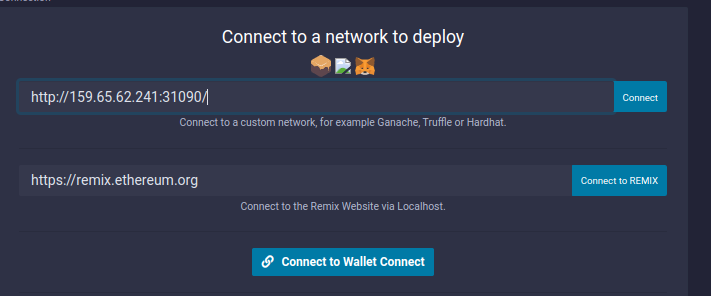 Connection
Connect to a network to deploy
http://159.65.62.241:31090/
Connect
Connect to a custom network, for example Ganache, Truffle or Hardhat.
https://remix.ethereum.org
Connect to REMIX
Connect to the Remix Website via Localhost.
Connect to Wallet Connect